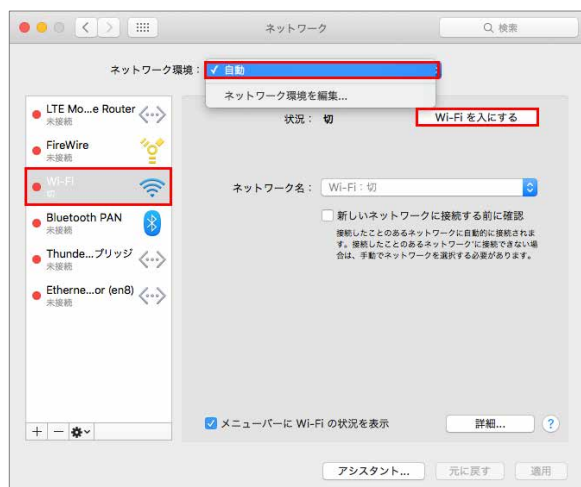 ネットワーク
検索
ネットワーク環境：
✓ 自動
ネットワーク環境を編集...
LTE Mo...e Router
未接続
FireWire
未接続
Wi-Fi
切
Bluetooth PAN
未接続
Thunde...ブリッジ
未接続
Etherne...or (en8)
未接続
状況： 切
Wi-Fi を入にする
ネットワーク名： Wi-Fi：切
新しいネットワークに接続する前に確認
接続したことのあるネットワークに自動的に接続されま
す。接続したことのあるネットワークに接続できない場
合は、手動でネットワークを選択する必要があります。
メニューバーに Wi-Fi の状況を表示
詳細...
?
アシスタント...
元に戻す
適用